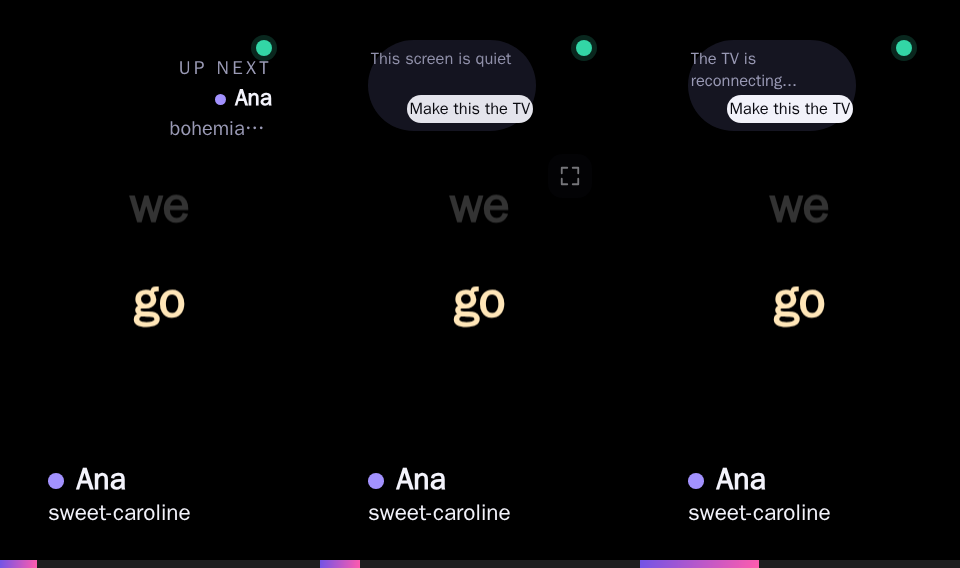 UP NEXT
Ana
bohemia···
we
go
Ana
sweet-caroline
This screen is quiet
Make this the TV
we
go
Ana
sweet-caroline
The TV is
reconnecting...
Make this the TV
we
go
Ana
sweet-caroline